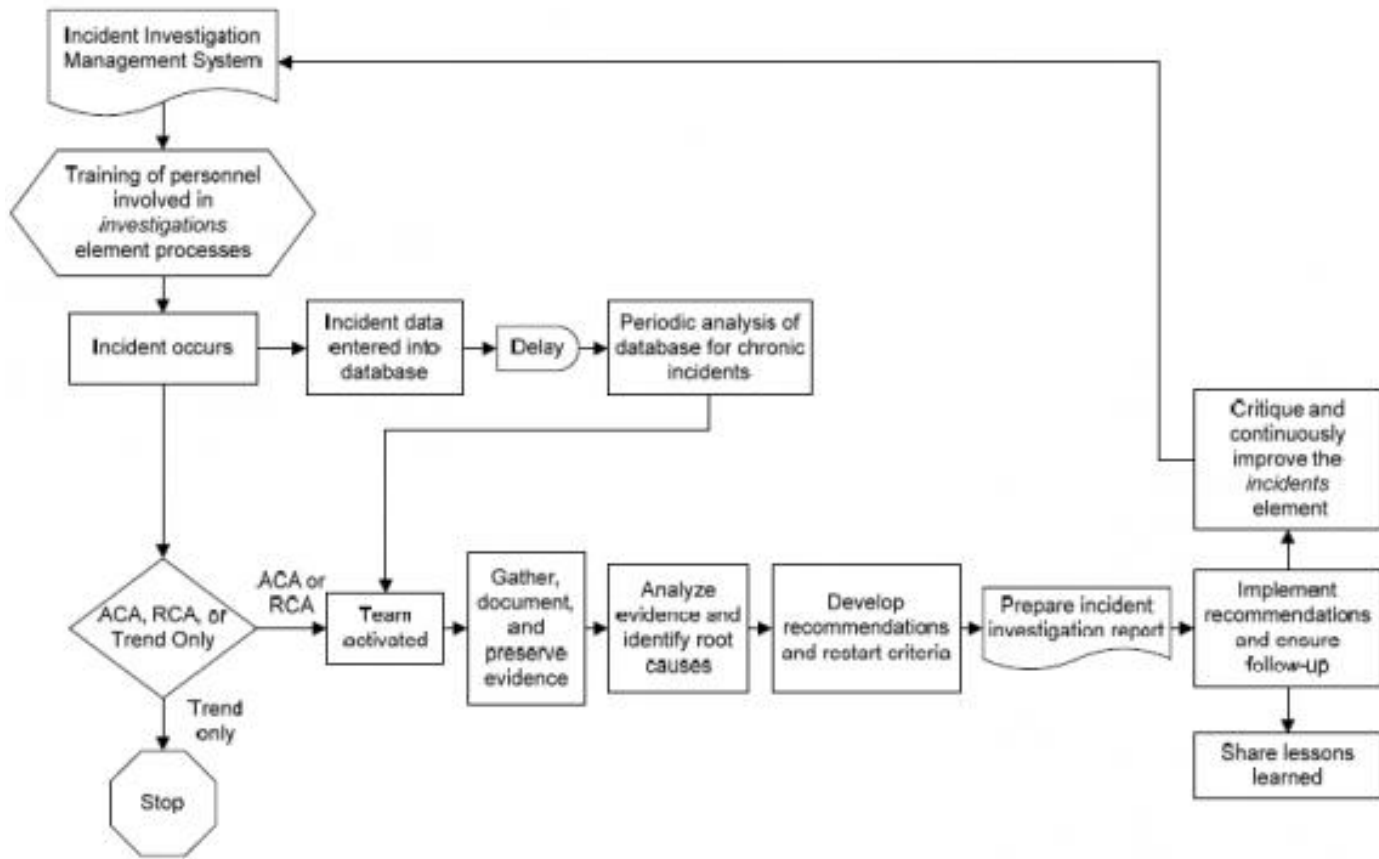 Incident Investigation
Management System
Training of personnel
involved in
investigations
element processes
Incident occurs
Incident data
entered into
database
Delay
Periodic analysis of
database for chronic
incidents
ACA, RCA, or
Trend Only
ACA or
RCA
Trend
only
Stop
Team
activated
Gather,
document,
and
preserve
evidence
Analyze
evidence and
identify root
causes
Develop
recommendations
and restart criteria
Prepare incident
investigation report
Implement
recommendations
and ensure
follow-up
Critique and
continuously
improve the
incidents
element
Share lessons
learned